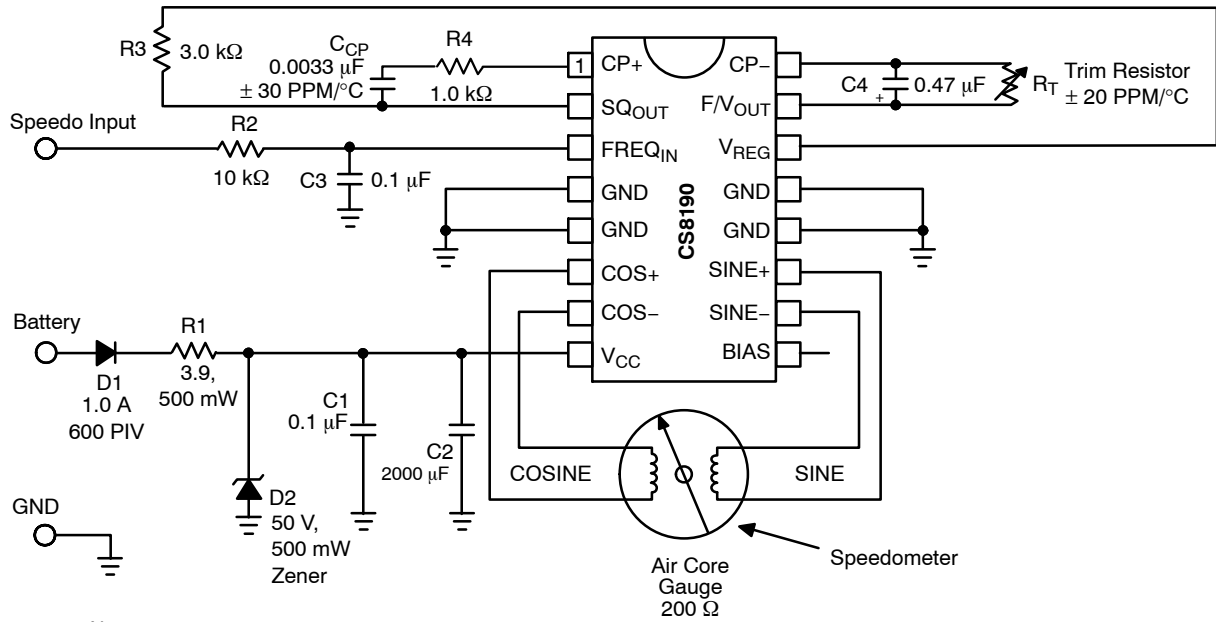 R3
3.0 kΩ
C_CP
0.0033 μF
± 30 PPM/°C
R4
1.0 kΩ
1
CP+
SQ_OUT
FREQ_IN
GND
GND
COS+
COS−
V_CC
CS8190
CP−
F/V_OUT
V_REG
GND
GND
SINE+
SINE−
BIAS
C4
+
0.47 μF
R_T
Trim Resistor
± 20 PPM/°C
Speedo Input
R2
10 kΩ
C3
0.1 μF
Battery
D1
1.0 A
600 PIV
R1
3.9,
500 mW
C1
0.1 μF
C2
2000 μF
D2
50 V,
500 mW
Zener
GND
COSINE
SINE
Speedometer
Air Core
Gauge
200 Ω